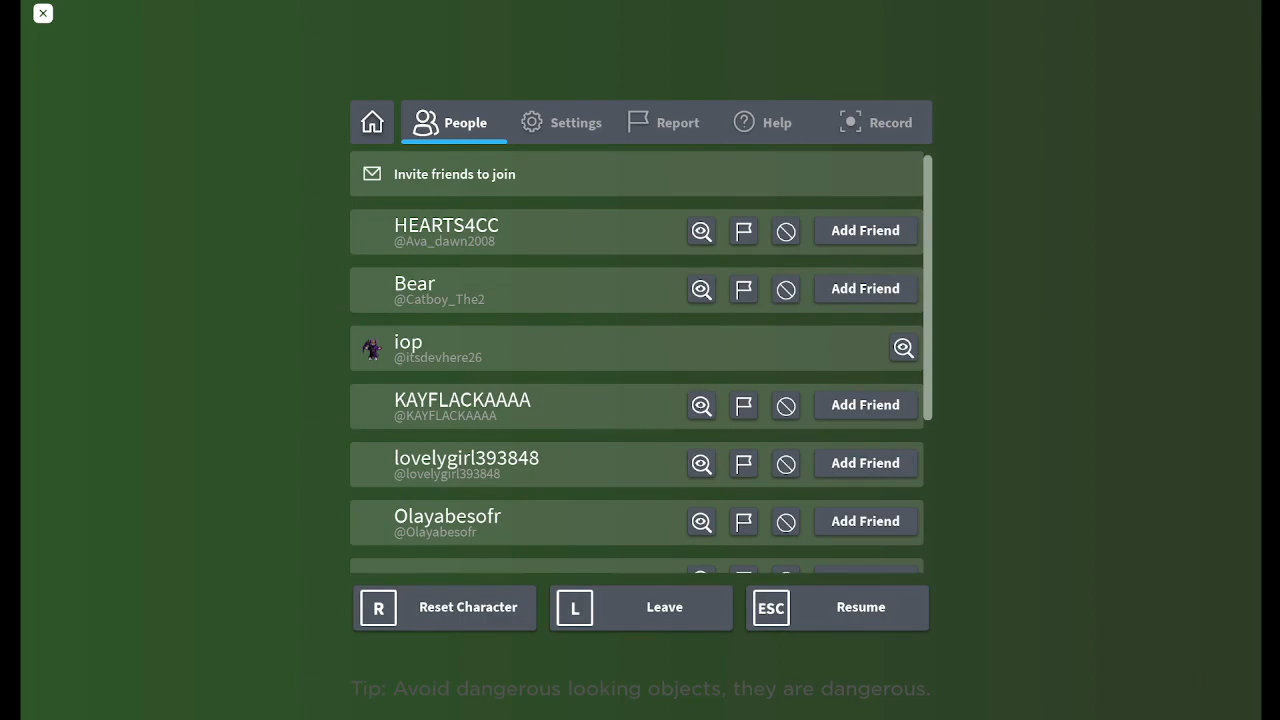 People
Settings
Report
Help
Record
Invite friends to join
HEARTS4CC
@Ava_dawn2008
Add Friend
Bear
@Catboy_The2
Add Friend
iop
@itsdevhere26
KAYFLACKAAAA
@KAYFLACKAAAA
Add Friend
lovelygirl393848
@lovelygirl393848
Add Friend
Olayabesofr
@Olayabesofr
Add Friend
R Reset Character
L Leave
ESC Resume
Tip: Avoid dangerous looking objects, they are dangerous.